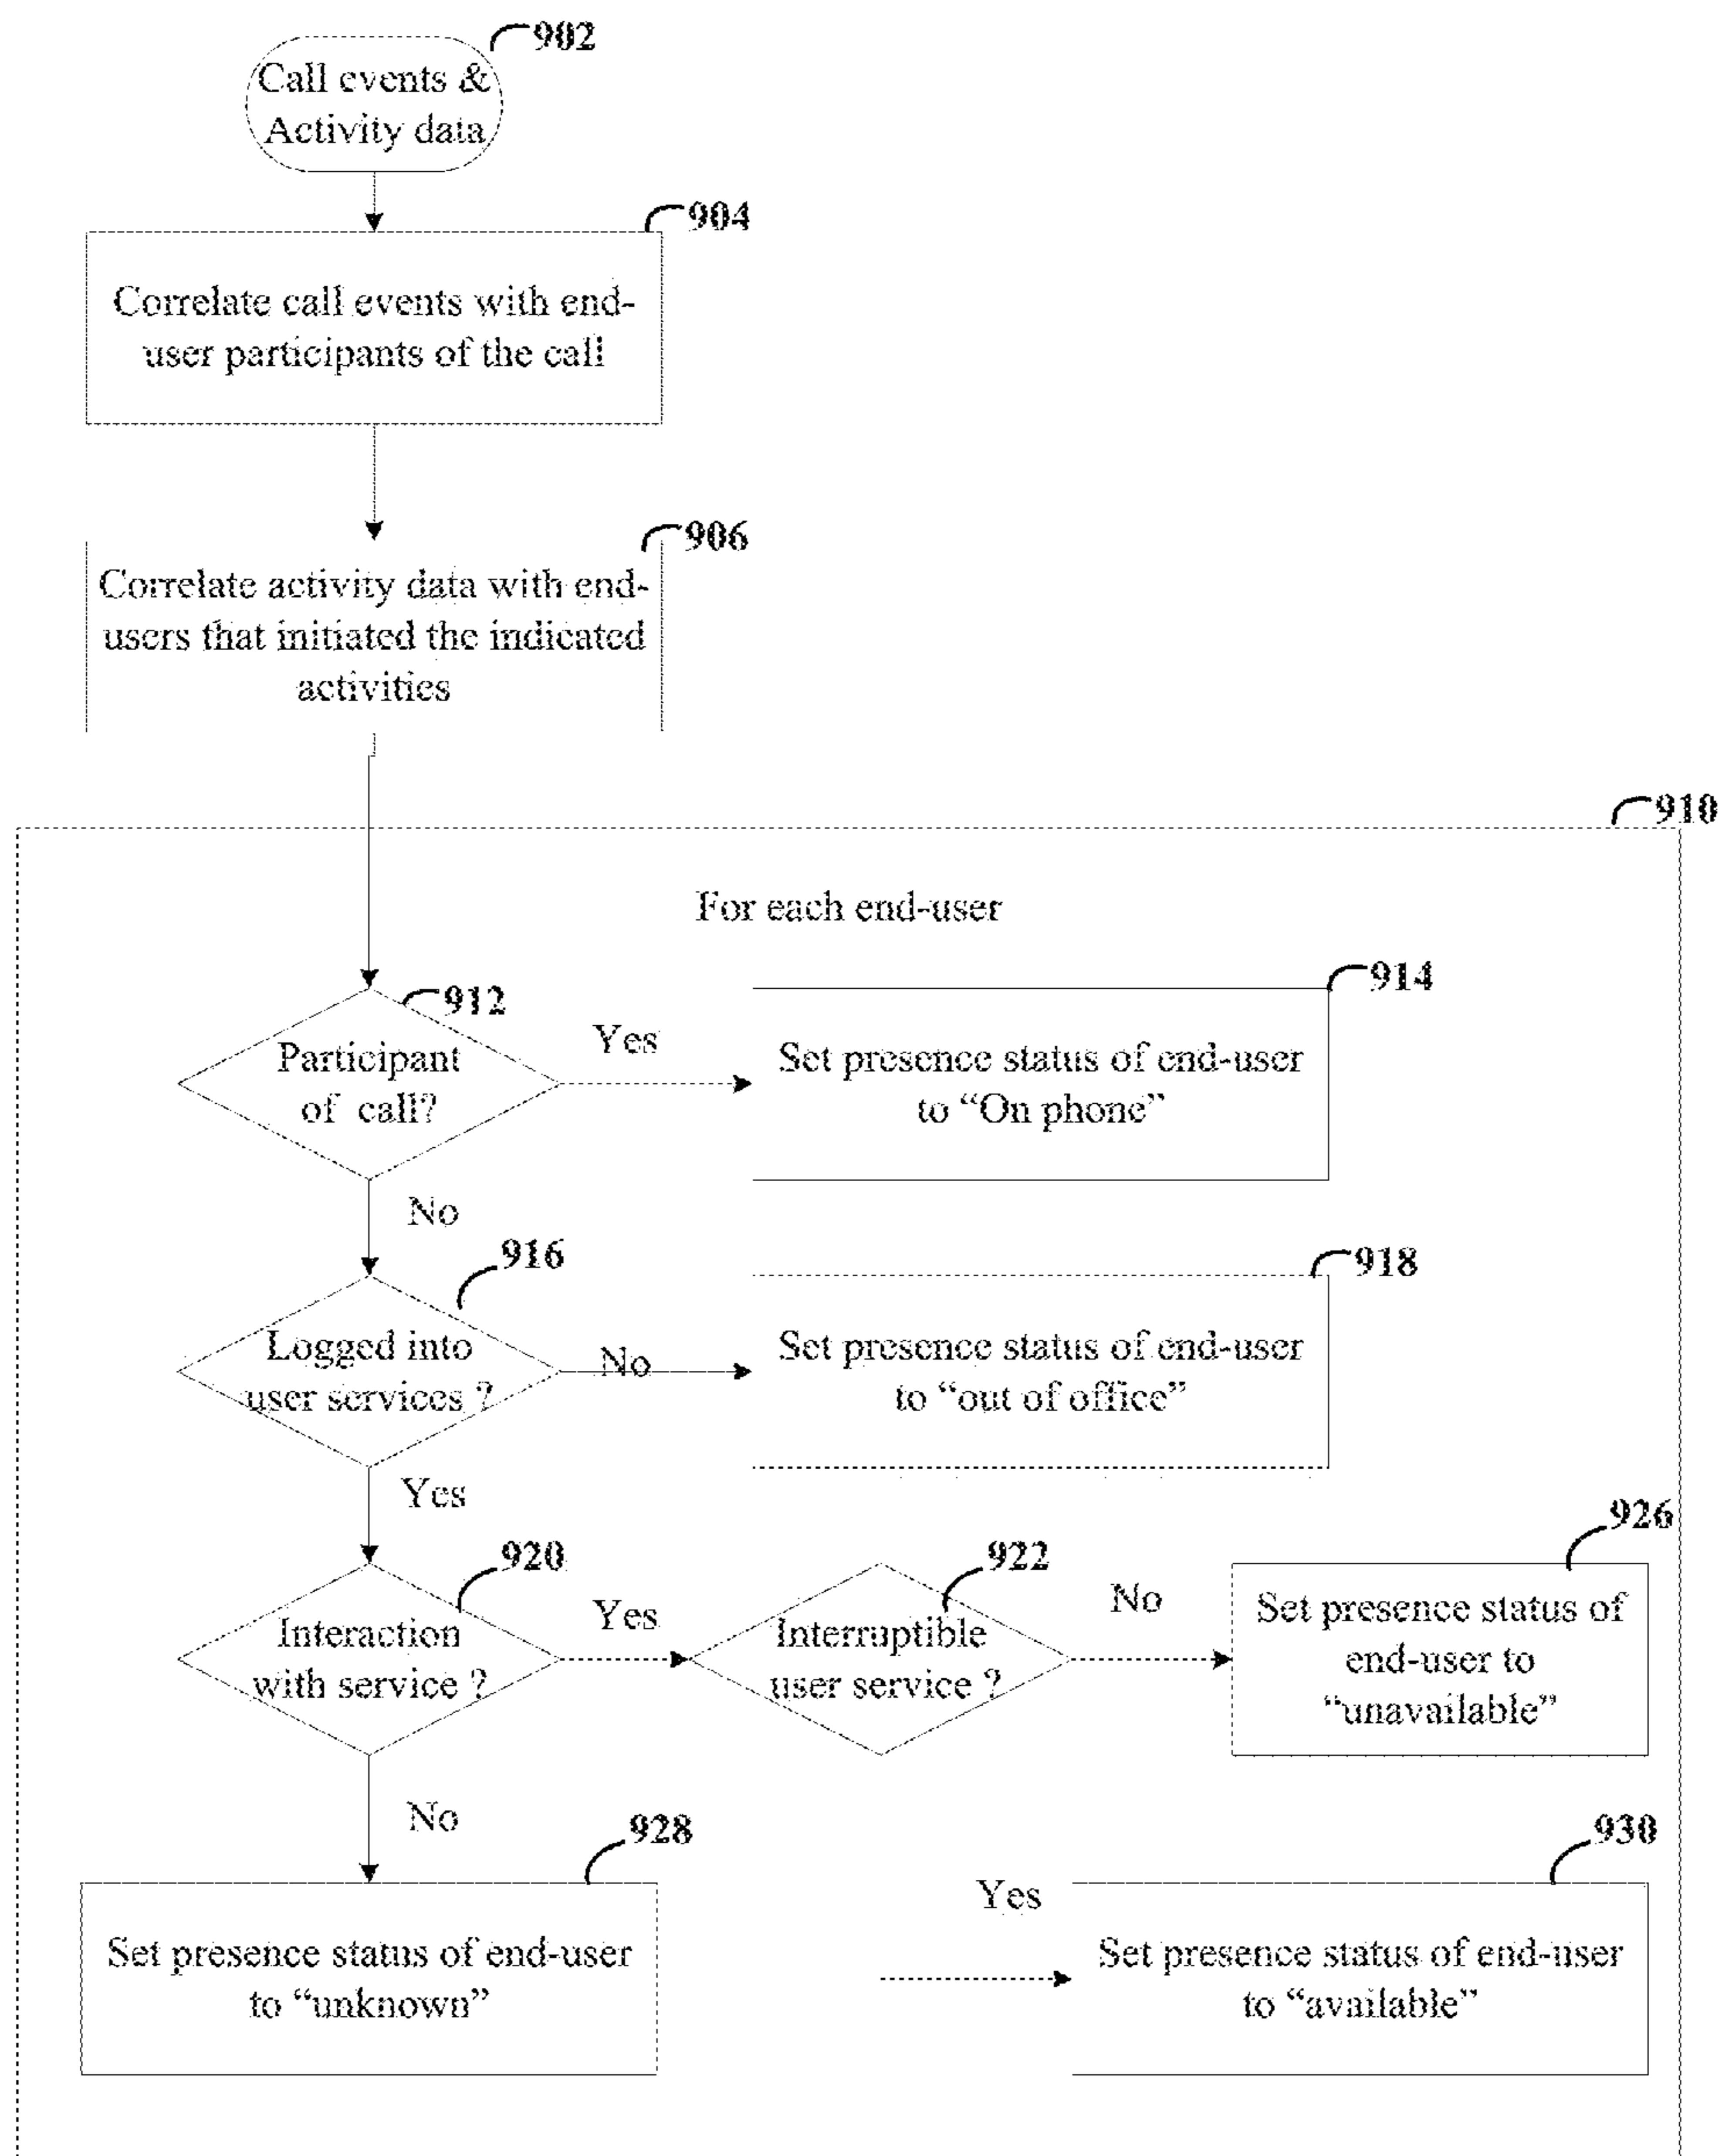 902
Call events &
Activity data
904
Correlate call events with end-
user participants of the call
906
Correlate activity data with end-
users that initiated the indicated
activities
910
For each end-user
912
Participant
of call?
Yes
914
Set presence status of end-user
to “On phone”
No
916
Logged into
user services ?
No
918
Set presence status of end-user
to “out of office”
Yes
920
Interaction
with service ?
Yes
922
Interruptible
user service ?
No
926
Set presence status of
end-user to
“unavailable”
No
928
Set presence status of end-user
to “unknown”
Yes
930
Set presence status of end-user
to “available”